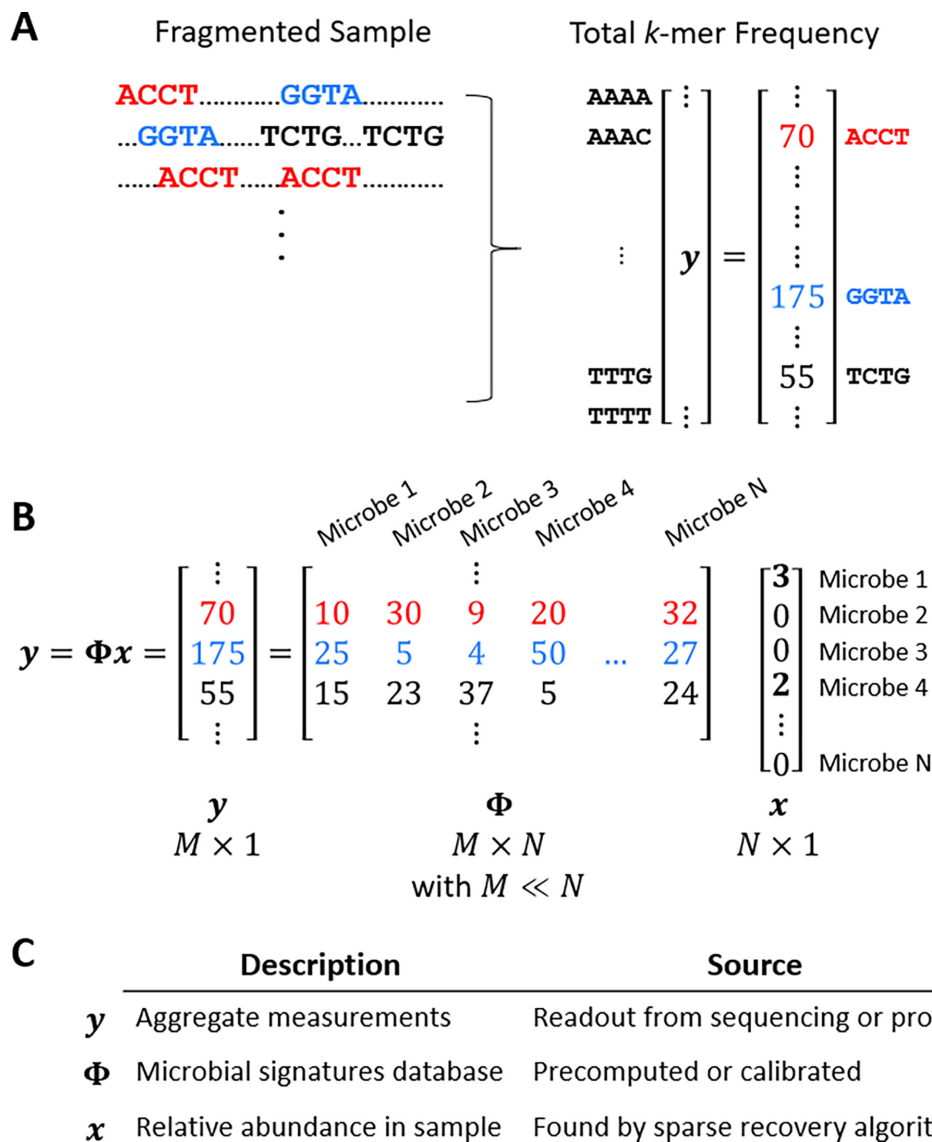 A
Fragmented Sample
Total k-mer Frequency
ACCT............GGTA............
...GGTA......TCTG...TCTG
......ACCT......ACCT............
⋮
AAAA
AAAC
⋮
TTTG
TTTT
⋮
y
⋮
=
⋮
70 ACCT
⋮
⋮
⋮
175 GGTA
⋮
55 TCTG
⋮
B
Microbe 1 Microbe 2 Microbe 3 Microbe 4 Microbe N
y = Φx =
⋮
70
175
55
⋮
=
⋮
10 30 9 20 32
25 5 4 50 ... 27
15 23 37 5 24
⋮
3 Microbe 1
0 Microbe 2
0 Microbe 3
2 Microbe 4
⋮
0 Microbe N
y Φ x
M × 1 M × N N × 1
with M ≪ N
C
Description Source
y Aggregate measurements Readout from sequencing or pro
Φ Microbial signatures database Precomputed or calibrated
x Relative abundance in sample Found by sparse recovery algorit